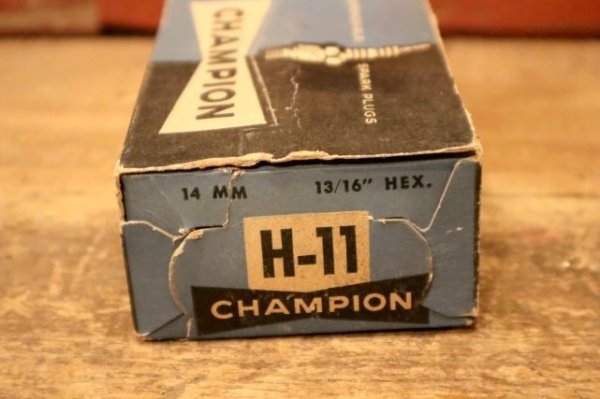 CHAMPION
SPARK PLUGS
14 MM 13/16" HEX.
H-11
CHAMPION